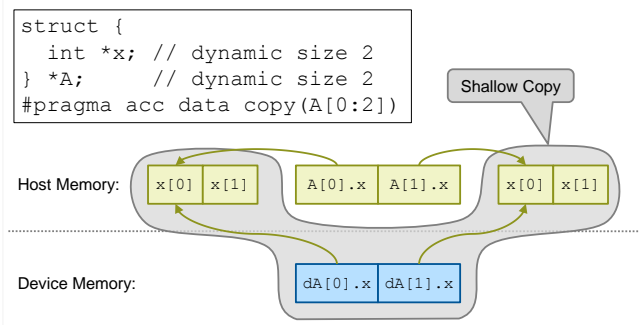 struct {
  int *x; // dynamic size 2
} *A;     // dynamic size 2
#pragma acc data copy(A[0:2])
Shallow Copy
Host Memory: x[0] x[1] A[0].x A[1].x x[0] x[1]
Device Memory: dA[0].x dA[1].x